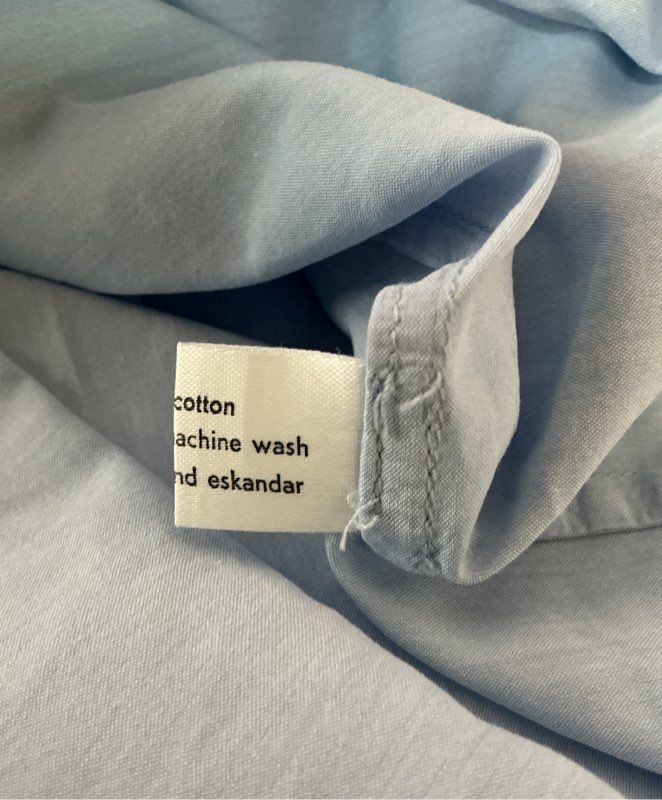 cotton
achine wash
nd eskandar